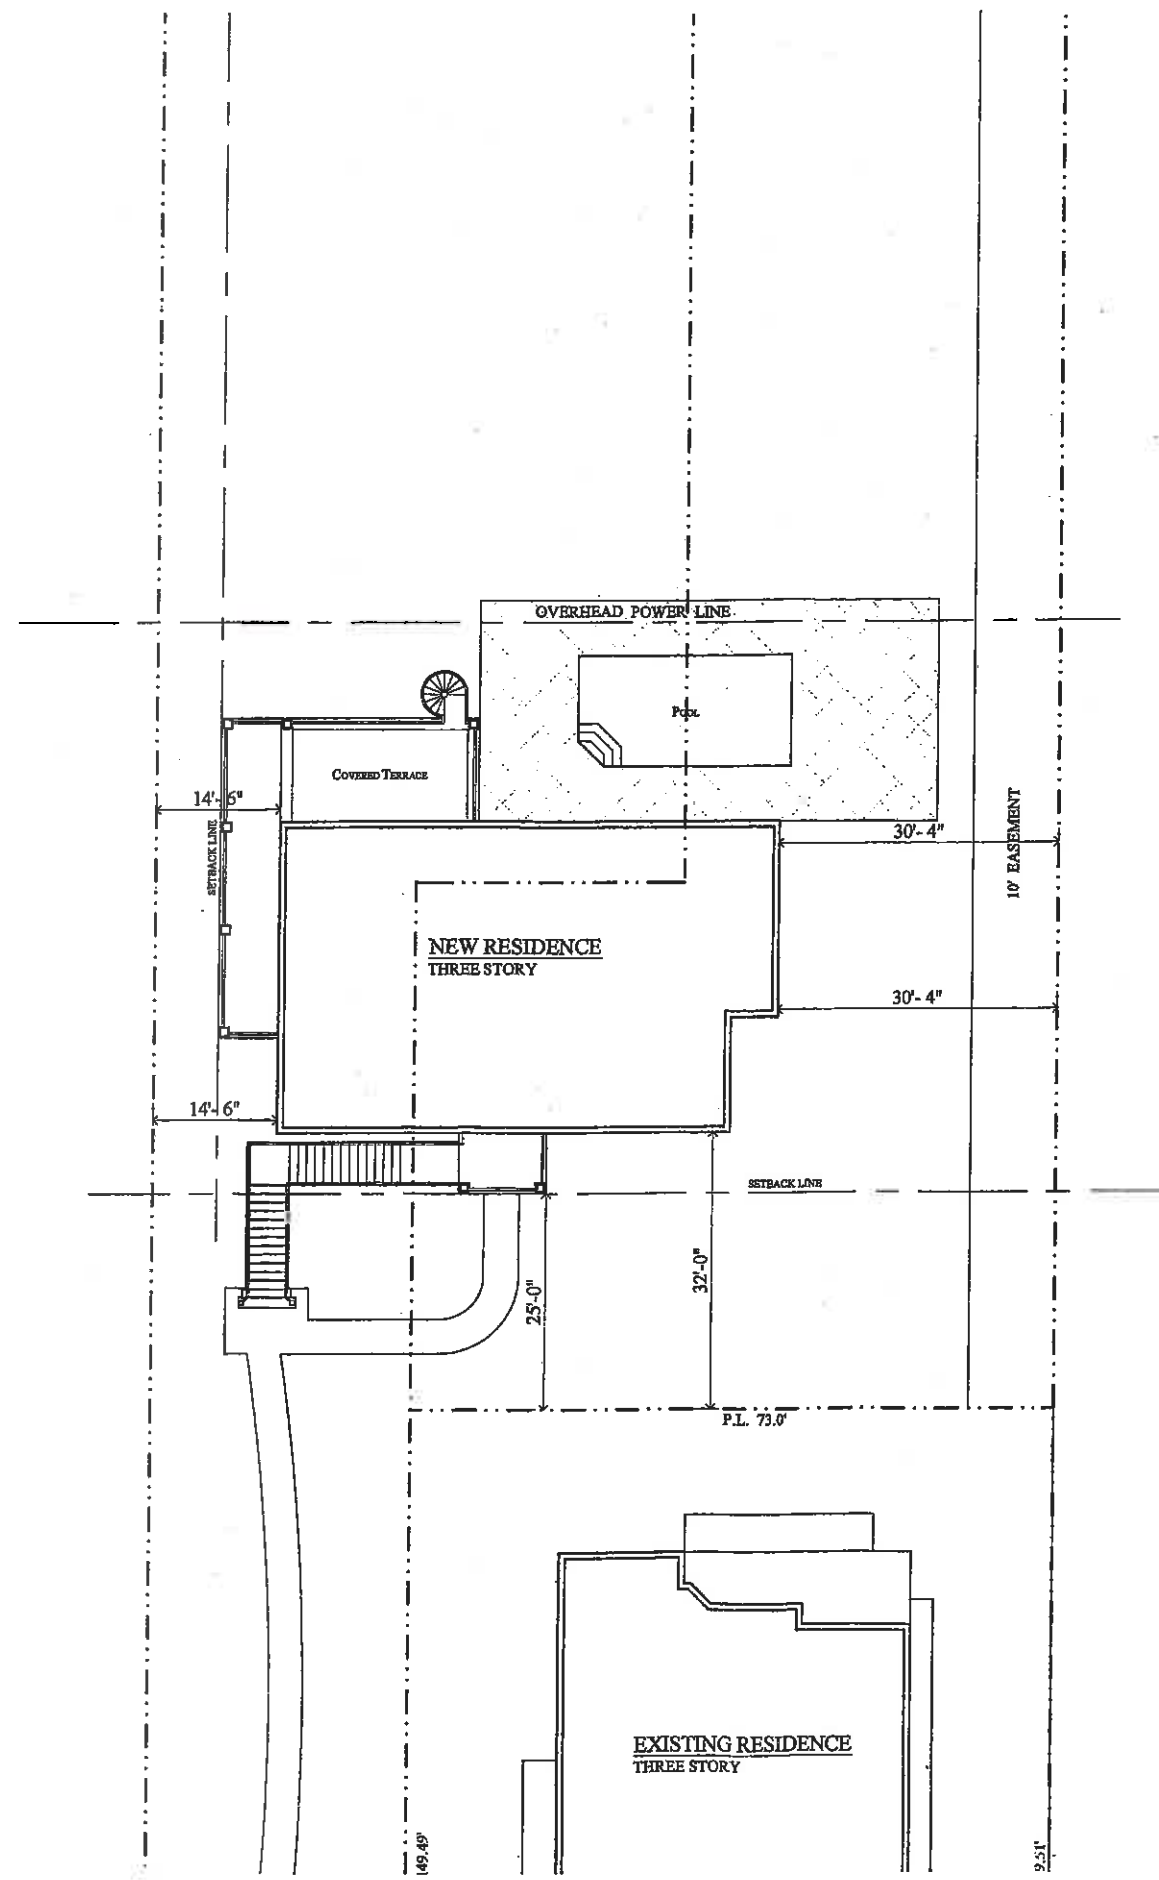 OVERHEAD POWER LINE
POOL
COVERED TERRACE
14'- 6"
SETBACK LINE
30'- 4"
10' EASEMENT
NEW RESIDENCE
THREE STORY
30'- 4"
14'- 6"
SETBACK LINE
32'-0"
25'-0"
P.L. 73.0'
EXISTING RESIDENCE
THREE STORY
149.49'
9.51'